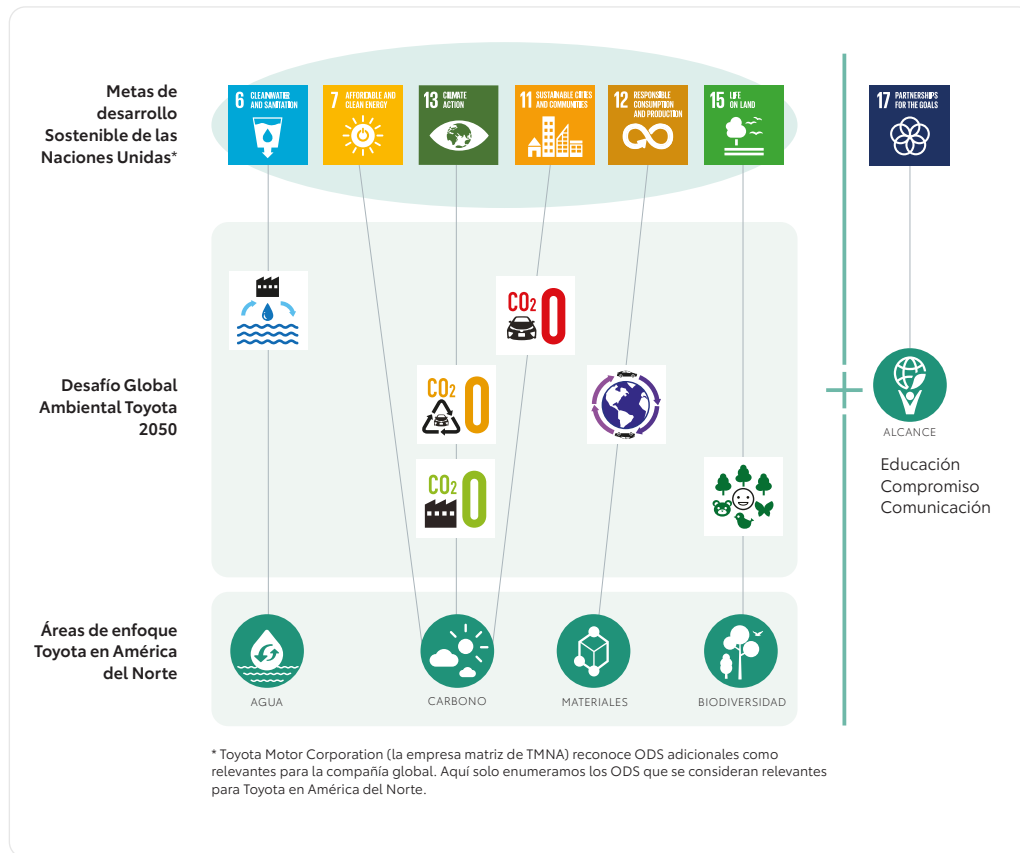 Metas de
desarrollo
Sostenible de las
Naciones Unidas*
6 CLEAN WATER
AND SANITATION
7 AFFORDABLE AND
CLEAN ENERGY
13 CLIMATE
ACTION
11 SUSTAINABLE CITIES
AND COMMUNITIES
12 RESPONSIBLE
CONSUMPTION
AND PRODUCTION
15 LIFE
ON LAND
17 PARTNERSHIPS
FOR THE GOALS
Desafío Global
Ambiental Toyota
2050
CO2 0
CO2 0
CO2 0
ALCANCE
Educación
Compromiso
Comunicación
Áreas de enfoque
Toyota en América
del Norte
AGUA
CARBONO
MATERIALES
BIODIVERSIDAD
* Toyota Motor Corporation (la empresa matriz de TMNA) reconoce ODS adicionales como
relevantes para la compañía global. Aquí solo enumeramos los ODS que se consideran relevantes
para Toyota en América del Norte.